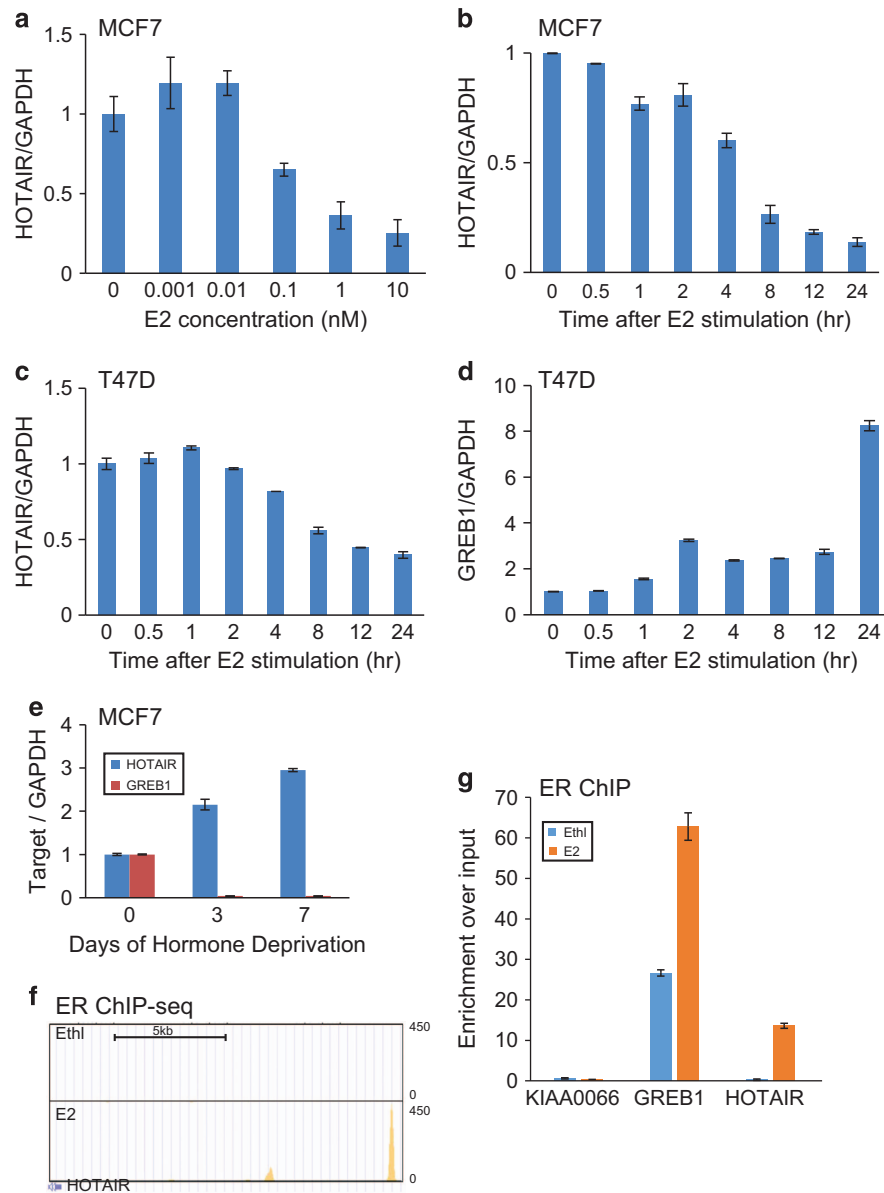 a MCF7
HOTAIR/GAPDH
1.5
1
0.5
0
0 0.001 0.01 0.1 1 10
E2 concentration (nM)
b MCF7
HOTAIR/GAPDH
1
0.5
0
0 0.5 1 2 4 8 12 24
Time after E2 stimulation (hr)
c T47D
HOTAIR/GAPDH
1.5
1
0.5
0
0 0.5 1 2 4 8 12 24
Time after E2 stimulation (hr)
d T47D
GREB1/GAPDH
10
8
6
4
2
0
0 0.5 1 2 4 8 12 24
Time after E2 stimulation (hr)
e MCF7
Target / GAPDH
4
3
2
1
0
HOTAIR
GREB1
0 3 7
Days of Hormone Deprivation
f ER ChIP-seq
Ethl
5kb
450
0
E2
450
0
HOTAIR
g ER ChIP
Enrichment over input
70
60
50
40
30
20
10
0
Ethl
E2
KIAA0066 GREB1 HOTAIR